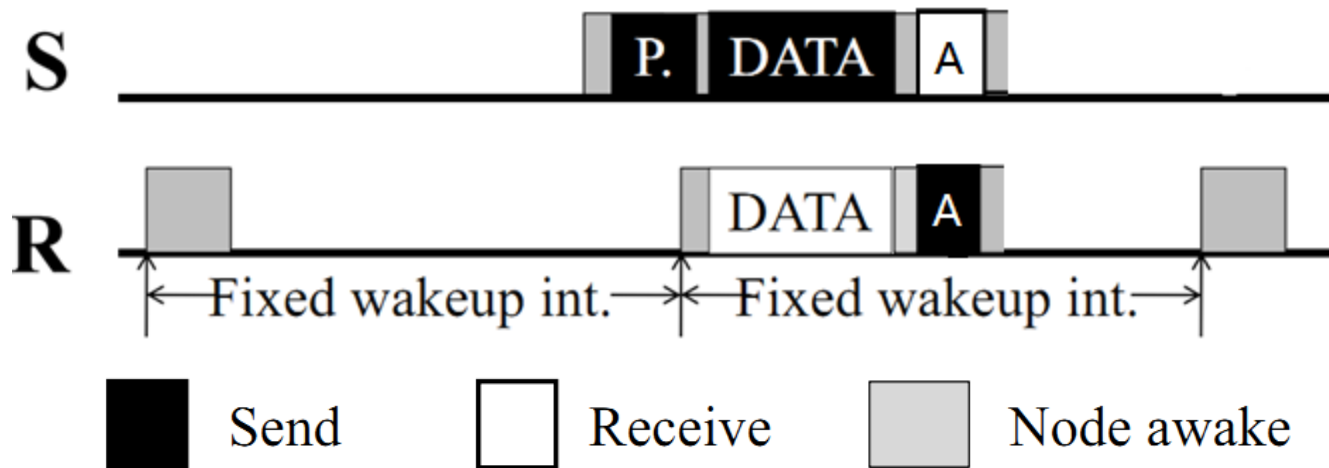 S P. DATA A
R DATA A
Fixed wakeup int. Fixed wakeup int.
Send Receive Node awake